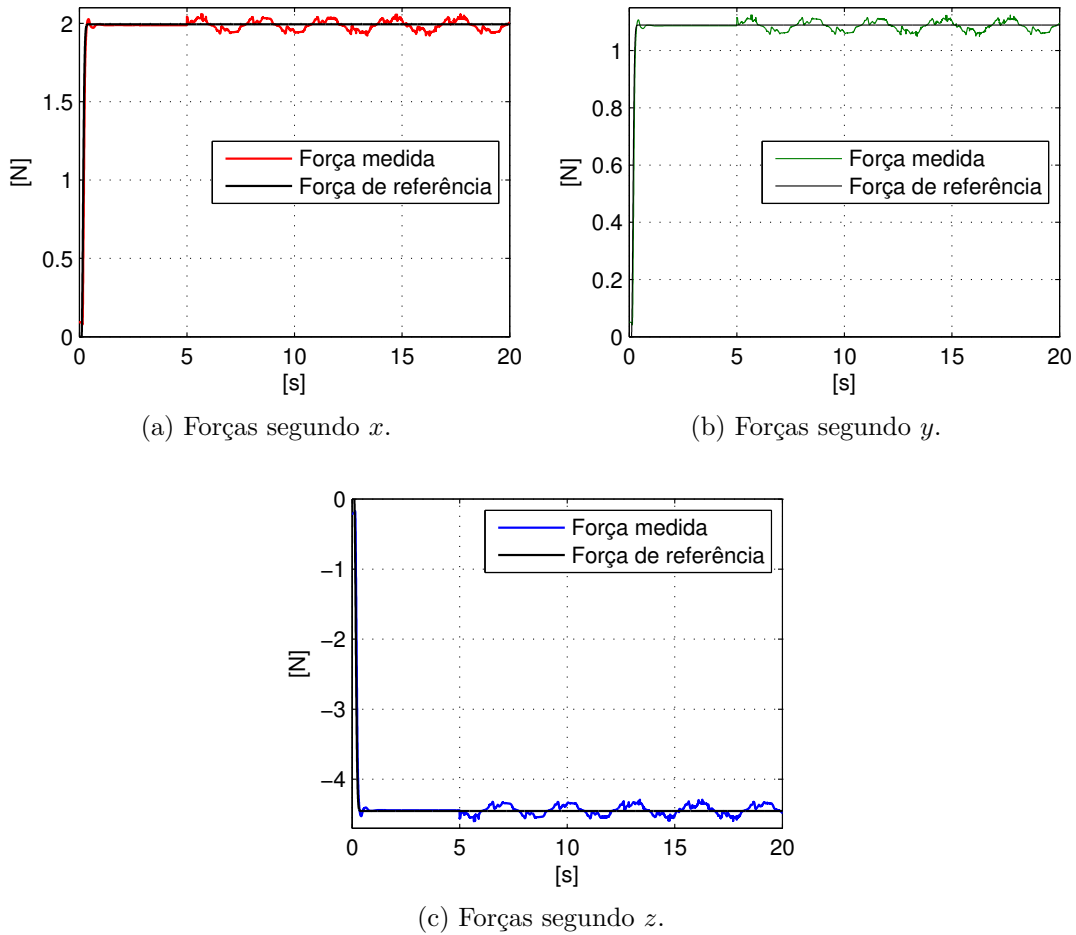 2
1.5
1
0.5
0
[N]
Força medida
Força de referência
0 5 10 15 20
[s]
(a) Forças segundo x.
1
0.8
0.6
0.4
0.2
0
[N]
Força medida
Força de referência
0 5 10 15 20
[s]
(b) Forças segundo y.
0
−1
−2
−3
−4
[N]
Força medida
Força de referência
0 5 10 15 20
[s]
(c) Forças segundo z.